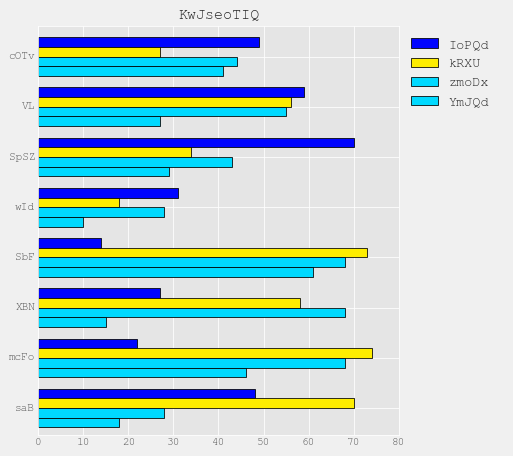 KwJseoTIQ
IoPQd
kRXU
zmoDx
YmJQd
cOTv
VL
SpSZ
wId
SbF
XBN
mcFo
saB
0 10 20 30 40 50 60 70 80